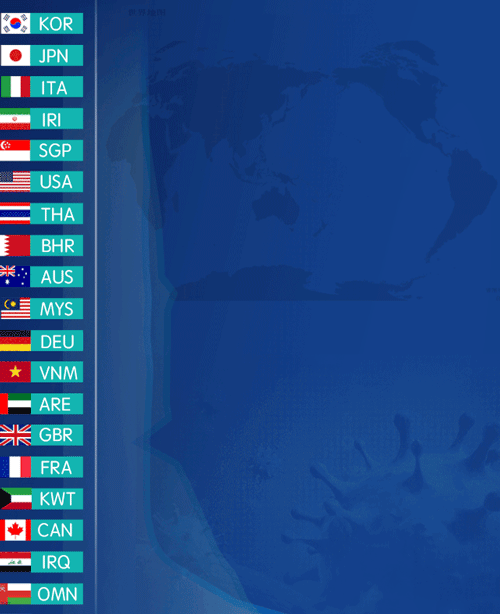 KOR
JPN
ITA
IRI
SGP
USA
THA
BHR
AUS
MYS
DEU
VNM
ARE
GBR
FRA
KWT
CAN
IRQ
OMN